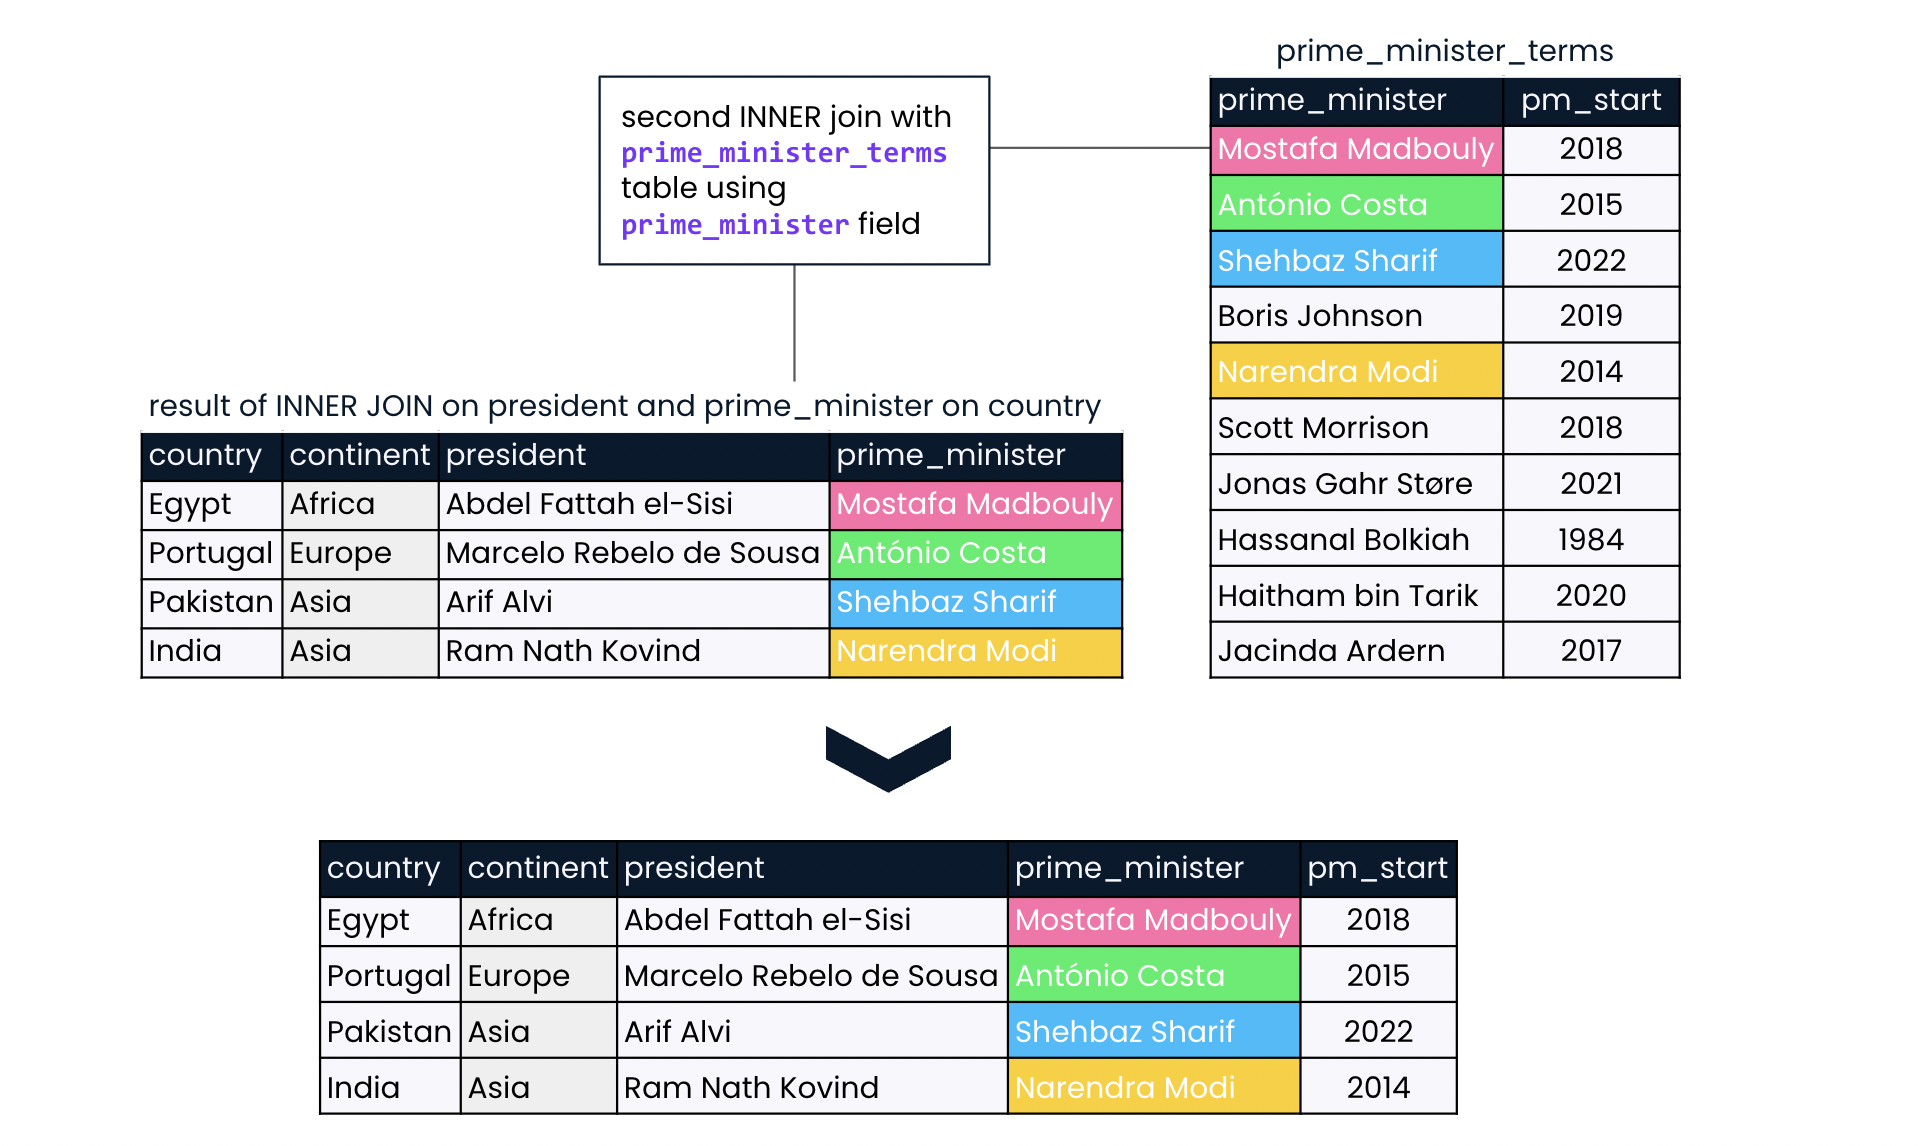 prime_minister_terms
second INNER join with
prime_minister_terms
table using
prime_minister field
prime_minister pm_start
Mostafa Madbouly 2018
António Costa 2015
Shehbaz Sharif 2022
Boris Johnson 2019
Narendra Modi 2014
Scott Morrison 2018
Jonas Gahr Støre 2021
Hassanal Bolkiah 1984
Haitham bin Tarik 2020
Jacinda Ardern 2017
result of INNER JOIN on president and prime_minister on country
country continent president prime_minister
Egypt Africa Abdel Fattah el-Sisi Mostafa Madbouly
Portugal Europe Marcelo Rebelo de Sousa António Costa
Pakistan Asia Arif Alvi Shehbaz Sharif
India Asia Ram Nath Kovind Narendra Modi
country continent president prime_minister pm_start
Egypt Africa Abdel Fattah el-Sisi Mostafa Madbouly 2018
Portugal Europe Marcelo Rebelo de Sousa António Costa 2015
Pakistan Asia Arif Alvi Shehbaz Sharif 2022
India Asia Ram Nath Kovind Narendra Modi 2014